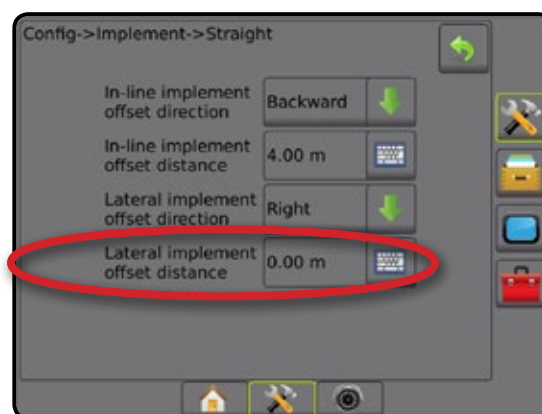 Config->Implement->Straight
In-line implement
offset direction
Backward
In-line implement
offset distance
4.00 m
Lateral implement
offset direction
Right
Lateral implement
offset distance
0.00 m